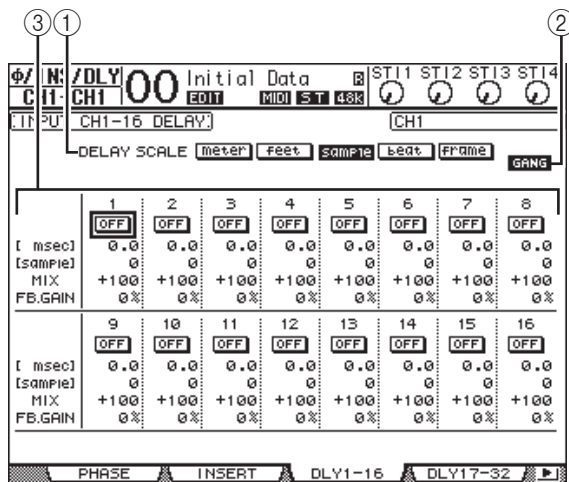 ③ ① ②
Φ/INS/DLY 00 Initial Data R ST11 ST12 ST13 ST14
CH1-CH1 EDIT MIDI ST 48K
INPUT CH1-16 DELAY CH1
DELAY SCALE meter feet sample beat frame
GANG
1 2 3 4 5 6 7 8
OFF OFF OFF OFF OFF OFF OFF OFF
[ msec] 0.0 0.0 0.0 0.0 0.0 0.0 0.0 0.0
[sample] 0 0 0 0 0 0 0 0
MIX +100 +100 +100 +100 +100 +100 +100 +100
FB.GAIN 0% 0% 0% 0% 0% 0% 0% 0%
9 10 11 12 13 14 15 16
OFF OFF OFF OFF OFF OFF OFF OFF
[ msec] 0.0 0.0 0.0 0.0 0.0 0.0 0.0 0.0
[sample] 0 0 0 0 0 0 0 0
MIX +100 +100 +100 +100 +100 +100 +100 +100
FB.GAIN 0% 0% 0% 0% 0% 0% 0% 0%
PHASE INSERT DLY1-16 DLY17-32